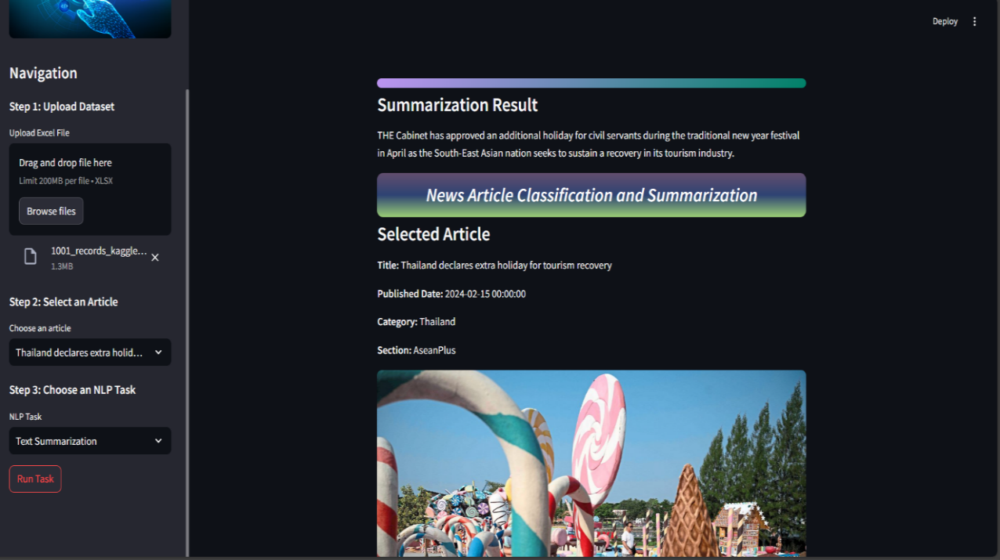 Deploy
Navigation
Step 1: Upload Dataset
Upload Excel File
Drag and drop file here
Limit 200MB per file • XLSX
Browse files
1001_records_kaggle...
1.3MB
Step 2: Select an Article
Choose an article
Thailand declares extra holid...
Step 3: Choose an NLP Task
NLP Task
Text Summarization
Run Task
Summarization Result
THE Cabinet has approved an additional holiday for civil servants during the traditional new year festival
in April as the South-East Asian nation seeks to sustain a recovery in its tourism industry.
News Article Classification and Summarization
Selected Article
Title: Thailand declares extra holiday for tourism recovery
Published Date: 2024-02-15 00:00:00
Category: Thailand
Section: AseanPlus